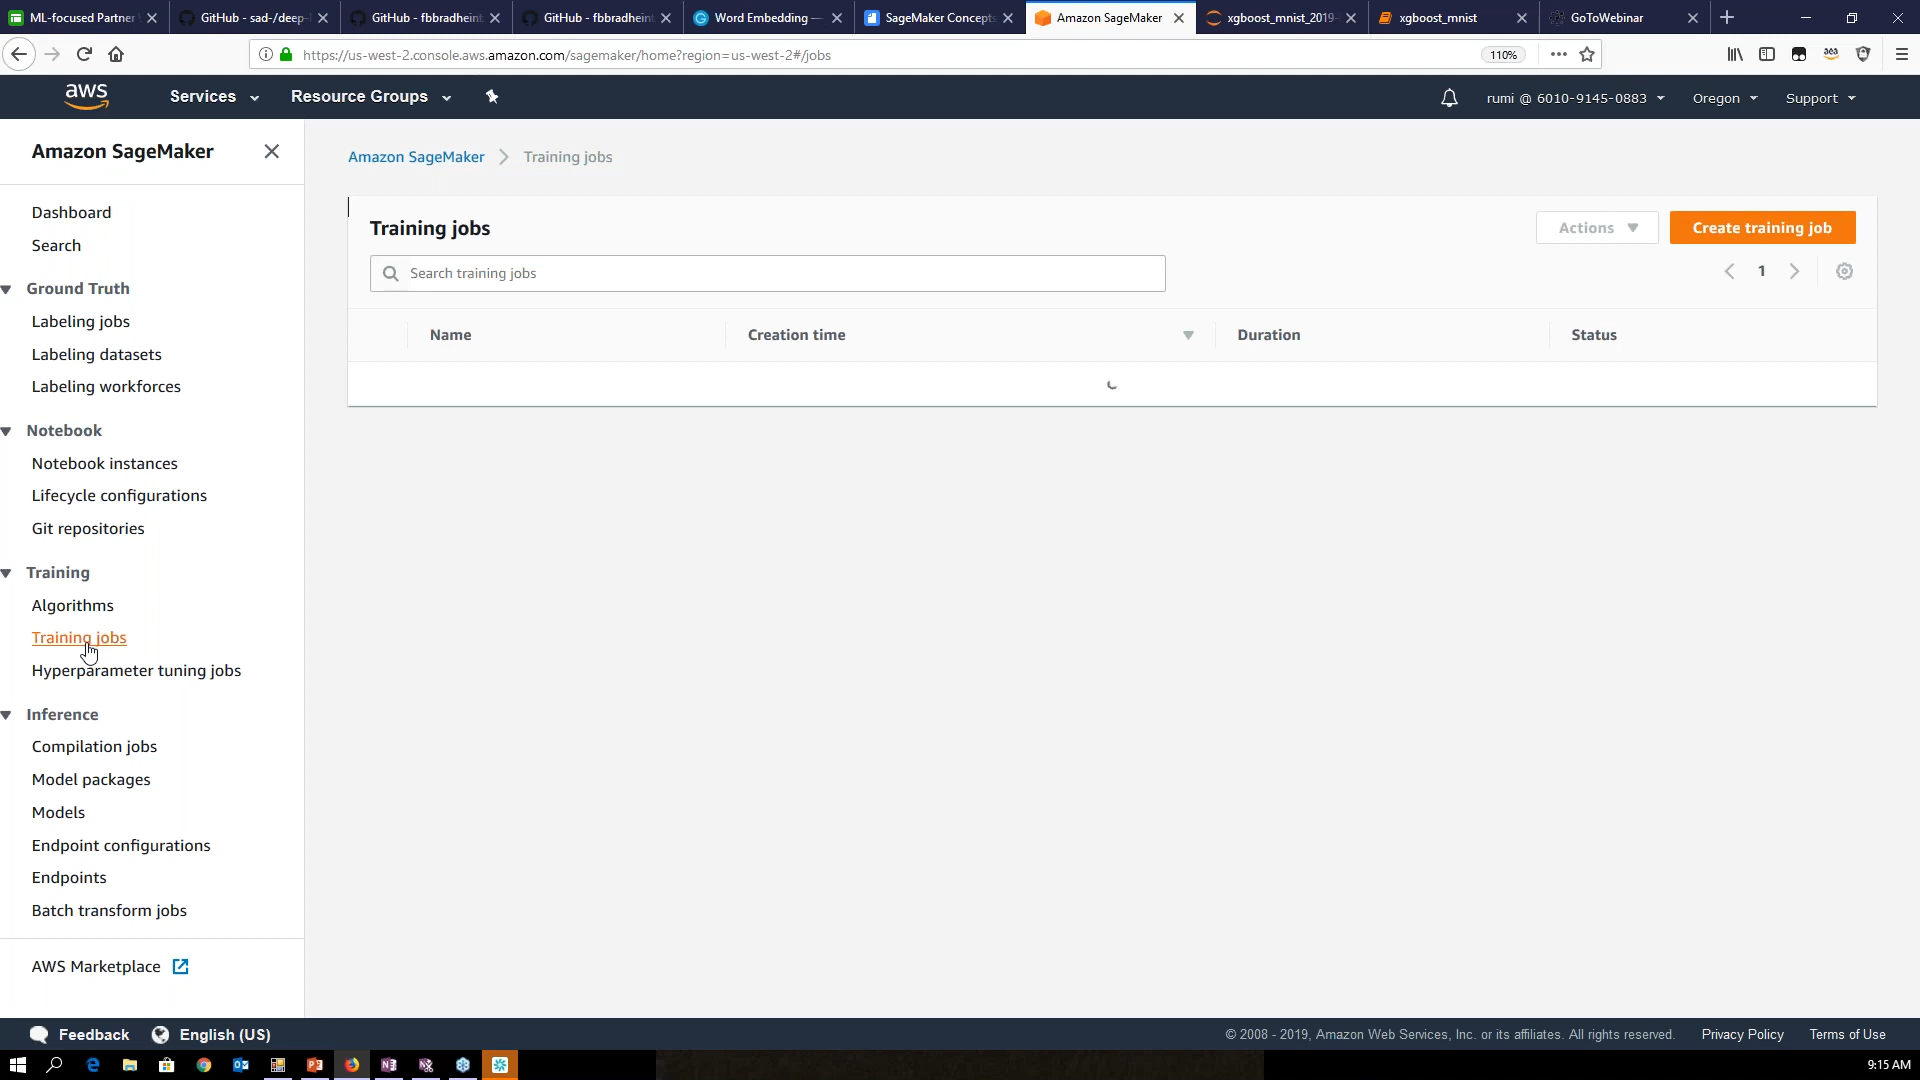 ML-focused Partner
GitHub - sad-/deep-
GitHub - fbbradheint
GitHub - fbbradheint
Word Embedding —
SageMaker Concepts
Amazon SageMaker
xgboost_mnist_2019-
xgboost_mnist
GoToWebinar
https://us-west-2.console.aws.amazon.com/sagemaker/home?region=us-west-2#/jobs
110%
aws
Services
Resource Groups
rumi @ 6010-9145-0883
Oregon
Support
Amazon SageMaker
Dashboard
Search
Ground Truth
Labeling jobs
Labeling datasets
Labeling workforces
Notebook
Notebook instances
Lifecycle configurations
Git repositories
Training
Algorithms
Training jobs
Hyperparameter tuning jobs
Inference
Compilation jobs
Model packages
Models
Endpoint configurations
Endpoints
Batch transform jobs
AWS Marketplace
Amazon SageMaker > Training jobs
Training jobs
Actions
Create training job
Search training jobs
1
Name
Creation time
Duration
Status
Feedback
English (US)
© 2008 - 2019, Amazon Web Services, Inc. or its affiliates. All rights reserved.
Privacy Policy
Terms of Use
9:15 AM